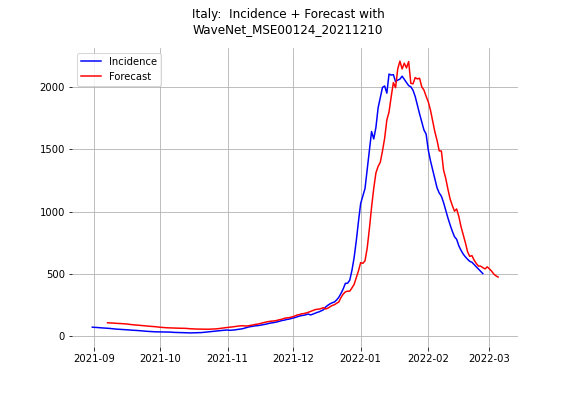 Italy:  Incidence + Forecast with
WaveNet_MSE00124_20211210
Incidence
Forecast
2000
1500
1000
500
0
2021-09 2021-10 2021-11 2021-12 2022-01 2022-02 2022-03